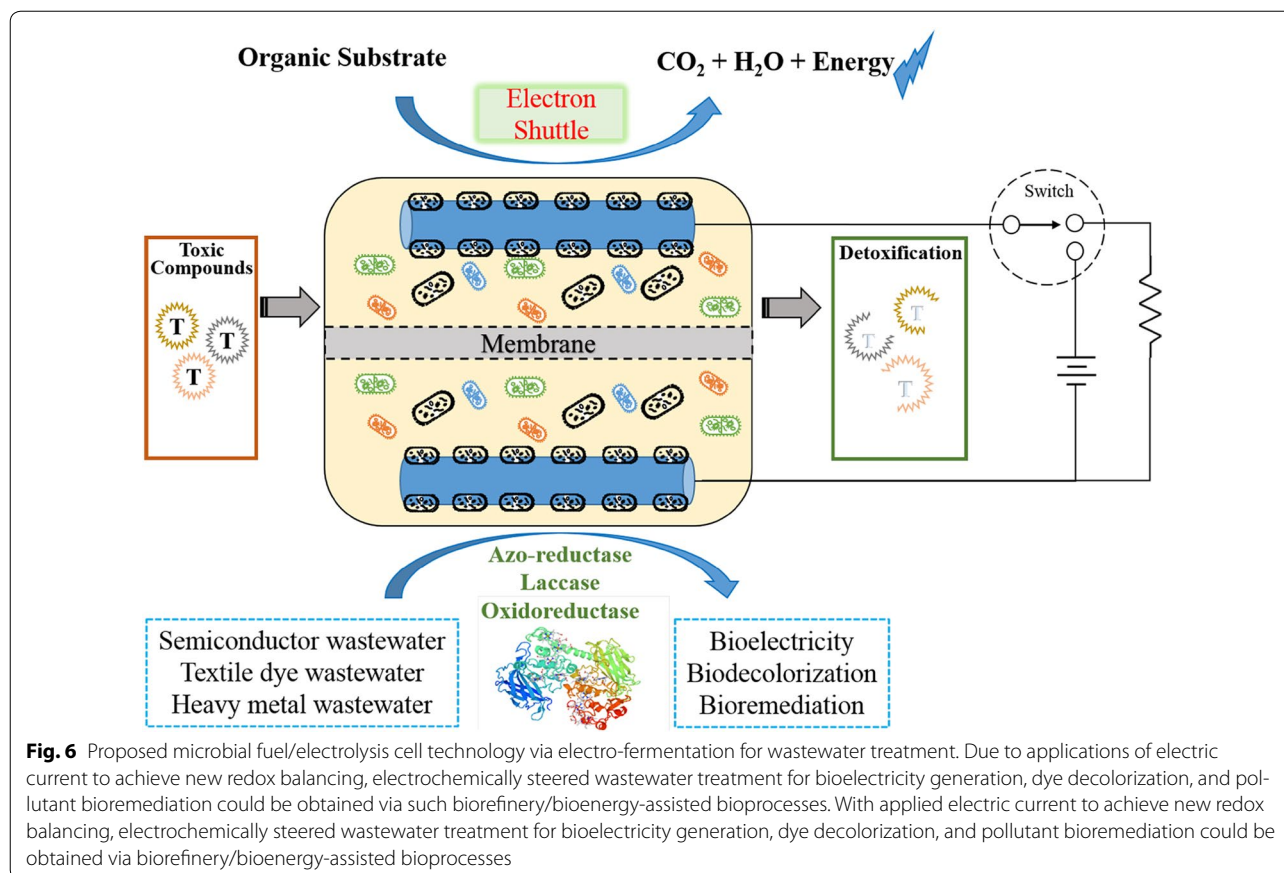 Organic Substrate
CO₂ + H₂O + Energy
Electron
Shuttle
Switch
Toxic
Compounds
T
T
T
Detoxification
T
T
T
Membrane
Azo-reductase
Laccase
Oxidoreductase
Semiconductor wastewater
Textile dye wastewater
Heavy metal wastewater
Bioelectricity
Biodecolorization
Bioremediation
Fig. 6 Proposed microbial fuel/electrolysis cell technology via electro-fermentation for wastewater treatment. Due to applications of electric
current to achieve new redox balancing, electrochemically steered wastewater treatment for bioelectricity generation, dye decolorization, and pol-
lutant bioremediation could be obtained via such biorefinery/bioenergy-assisted bioprocesses. With applied electric current to achieve new redox
balancing, electrochemically steered wastewater treatment for bioelectricity generation, dye decolorization, and pollutant bioremediation could be
obtained via biorefinery/bioenergy-assisted bioprocesses